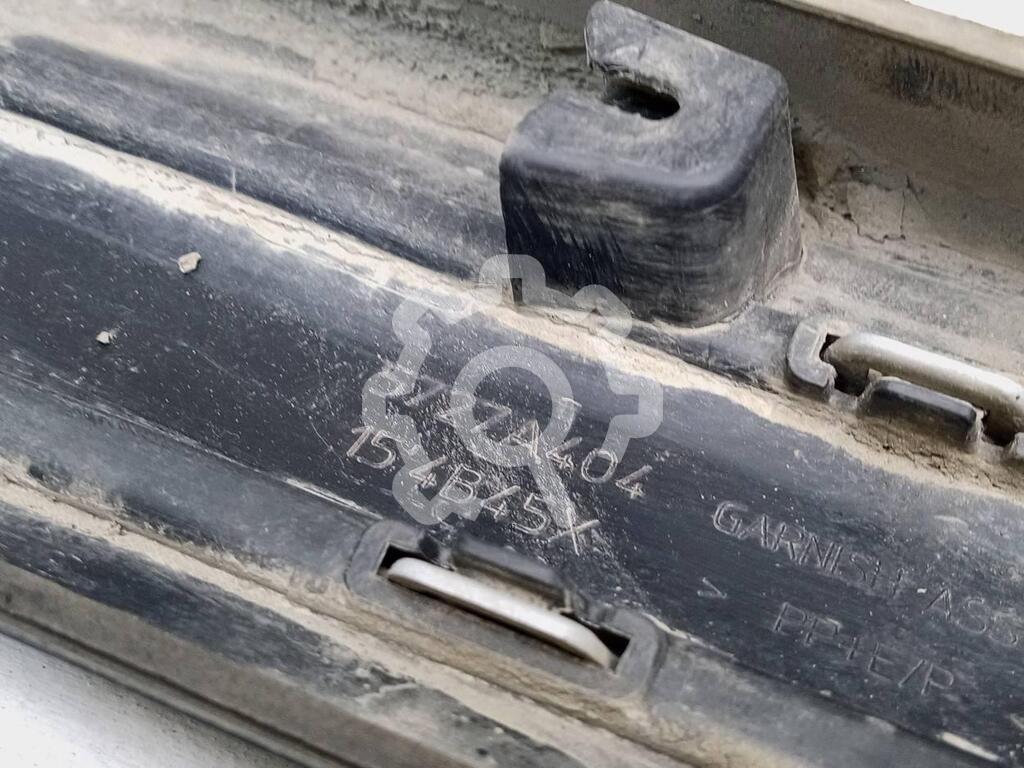 154B45X
GARNISH ASS
> PP+E/P